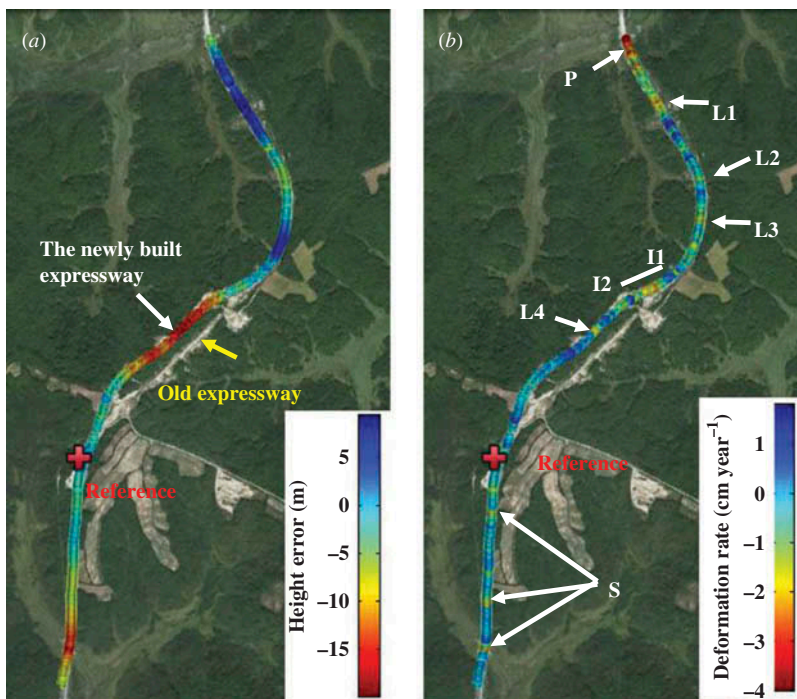 (a)
The newly built
expressway
Old expressway
Reference
Height error (m)
5
0
−5
−10
−15
(b)
P
L1
L2
L3
I1
I2
L4
Reference
S
Deformation rate (cm year⁻¹)
1
0
−1
−2
−3
−4